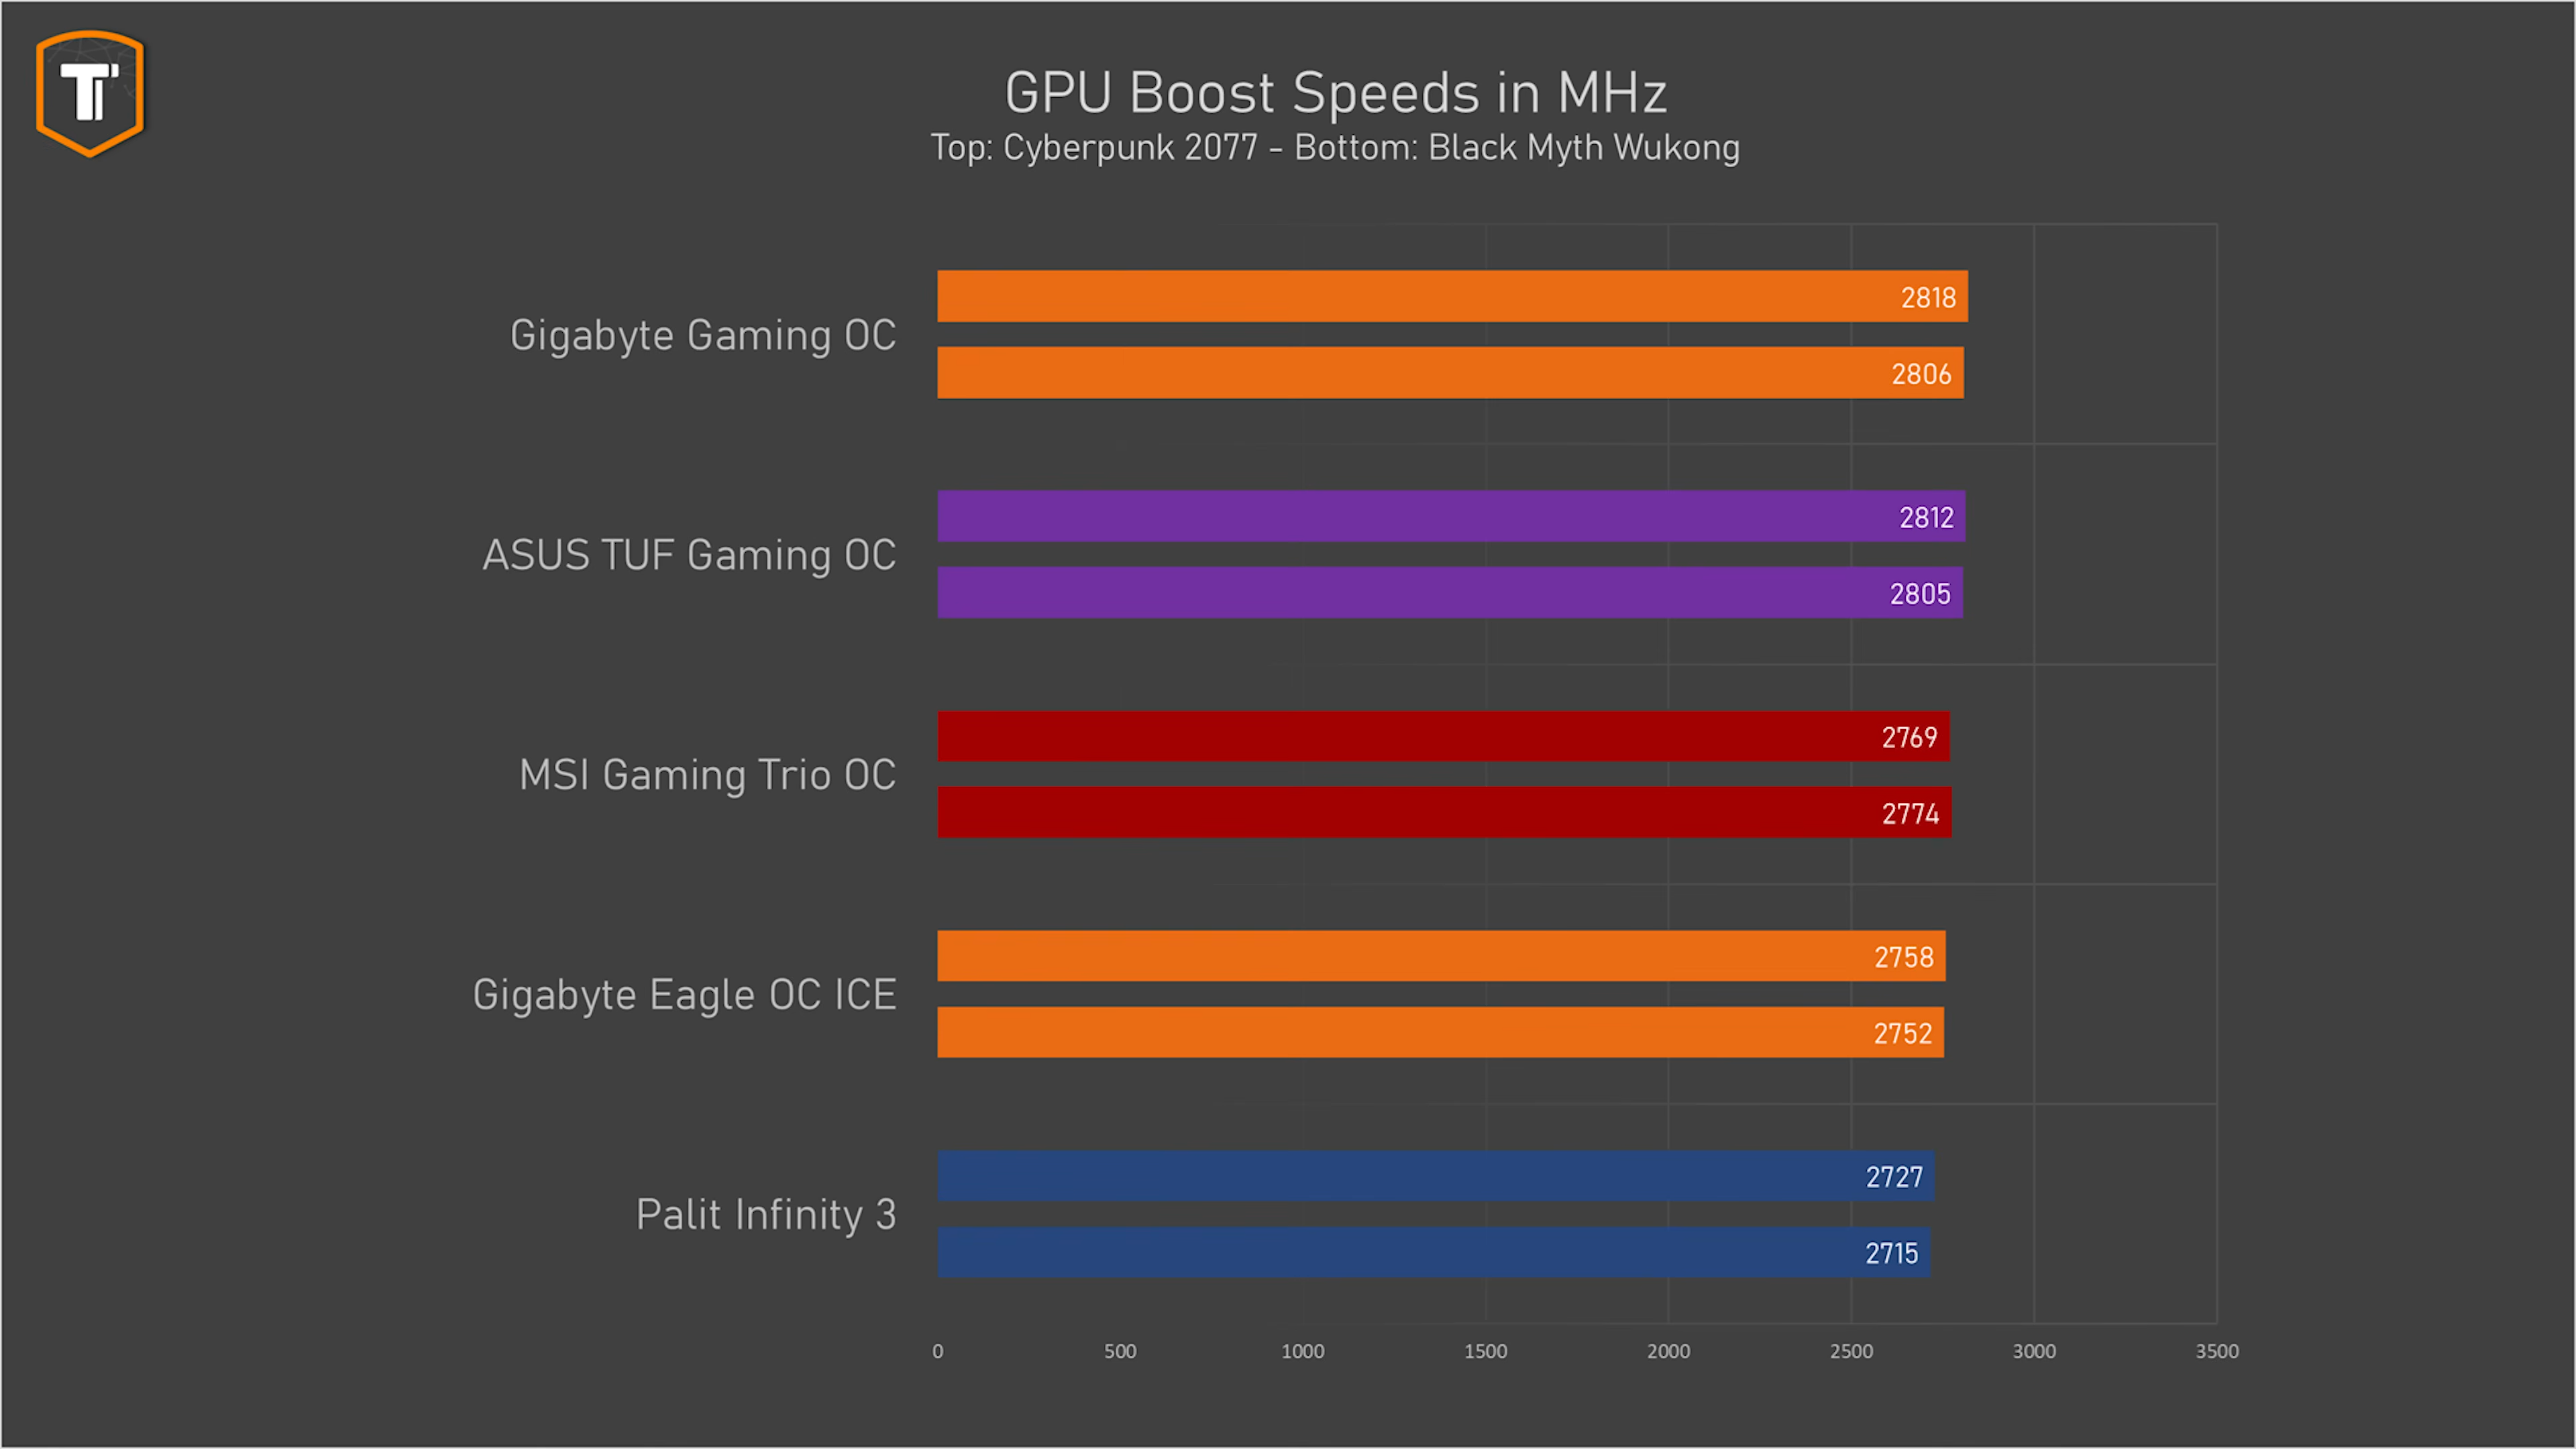 T
GPU Boost Speeds in MHz
Top: Cyberpunk 2077 - Bottom: Black Myth Wukong
Gigabyte Gaming OC
2818
2806
ASUS TUF Gaming OC
2812
2805
MSI Gaming Trio OC
2769
2774
Gigabyte Eagle OC ICE
2758
2752
Palit Infinity 3
2727
2715
0 500 1000 1500 2000 2500 3000 3500